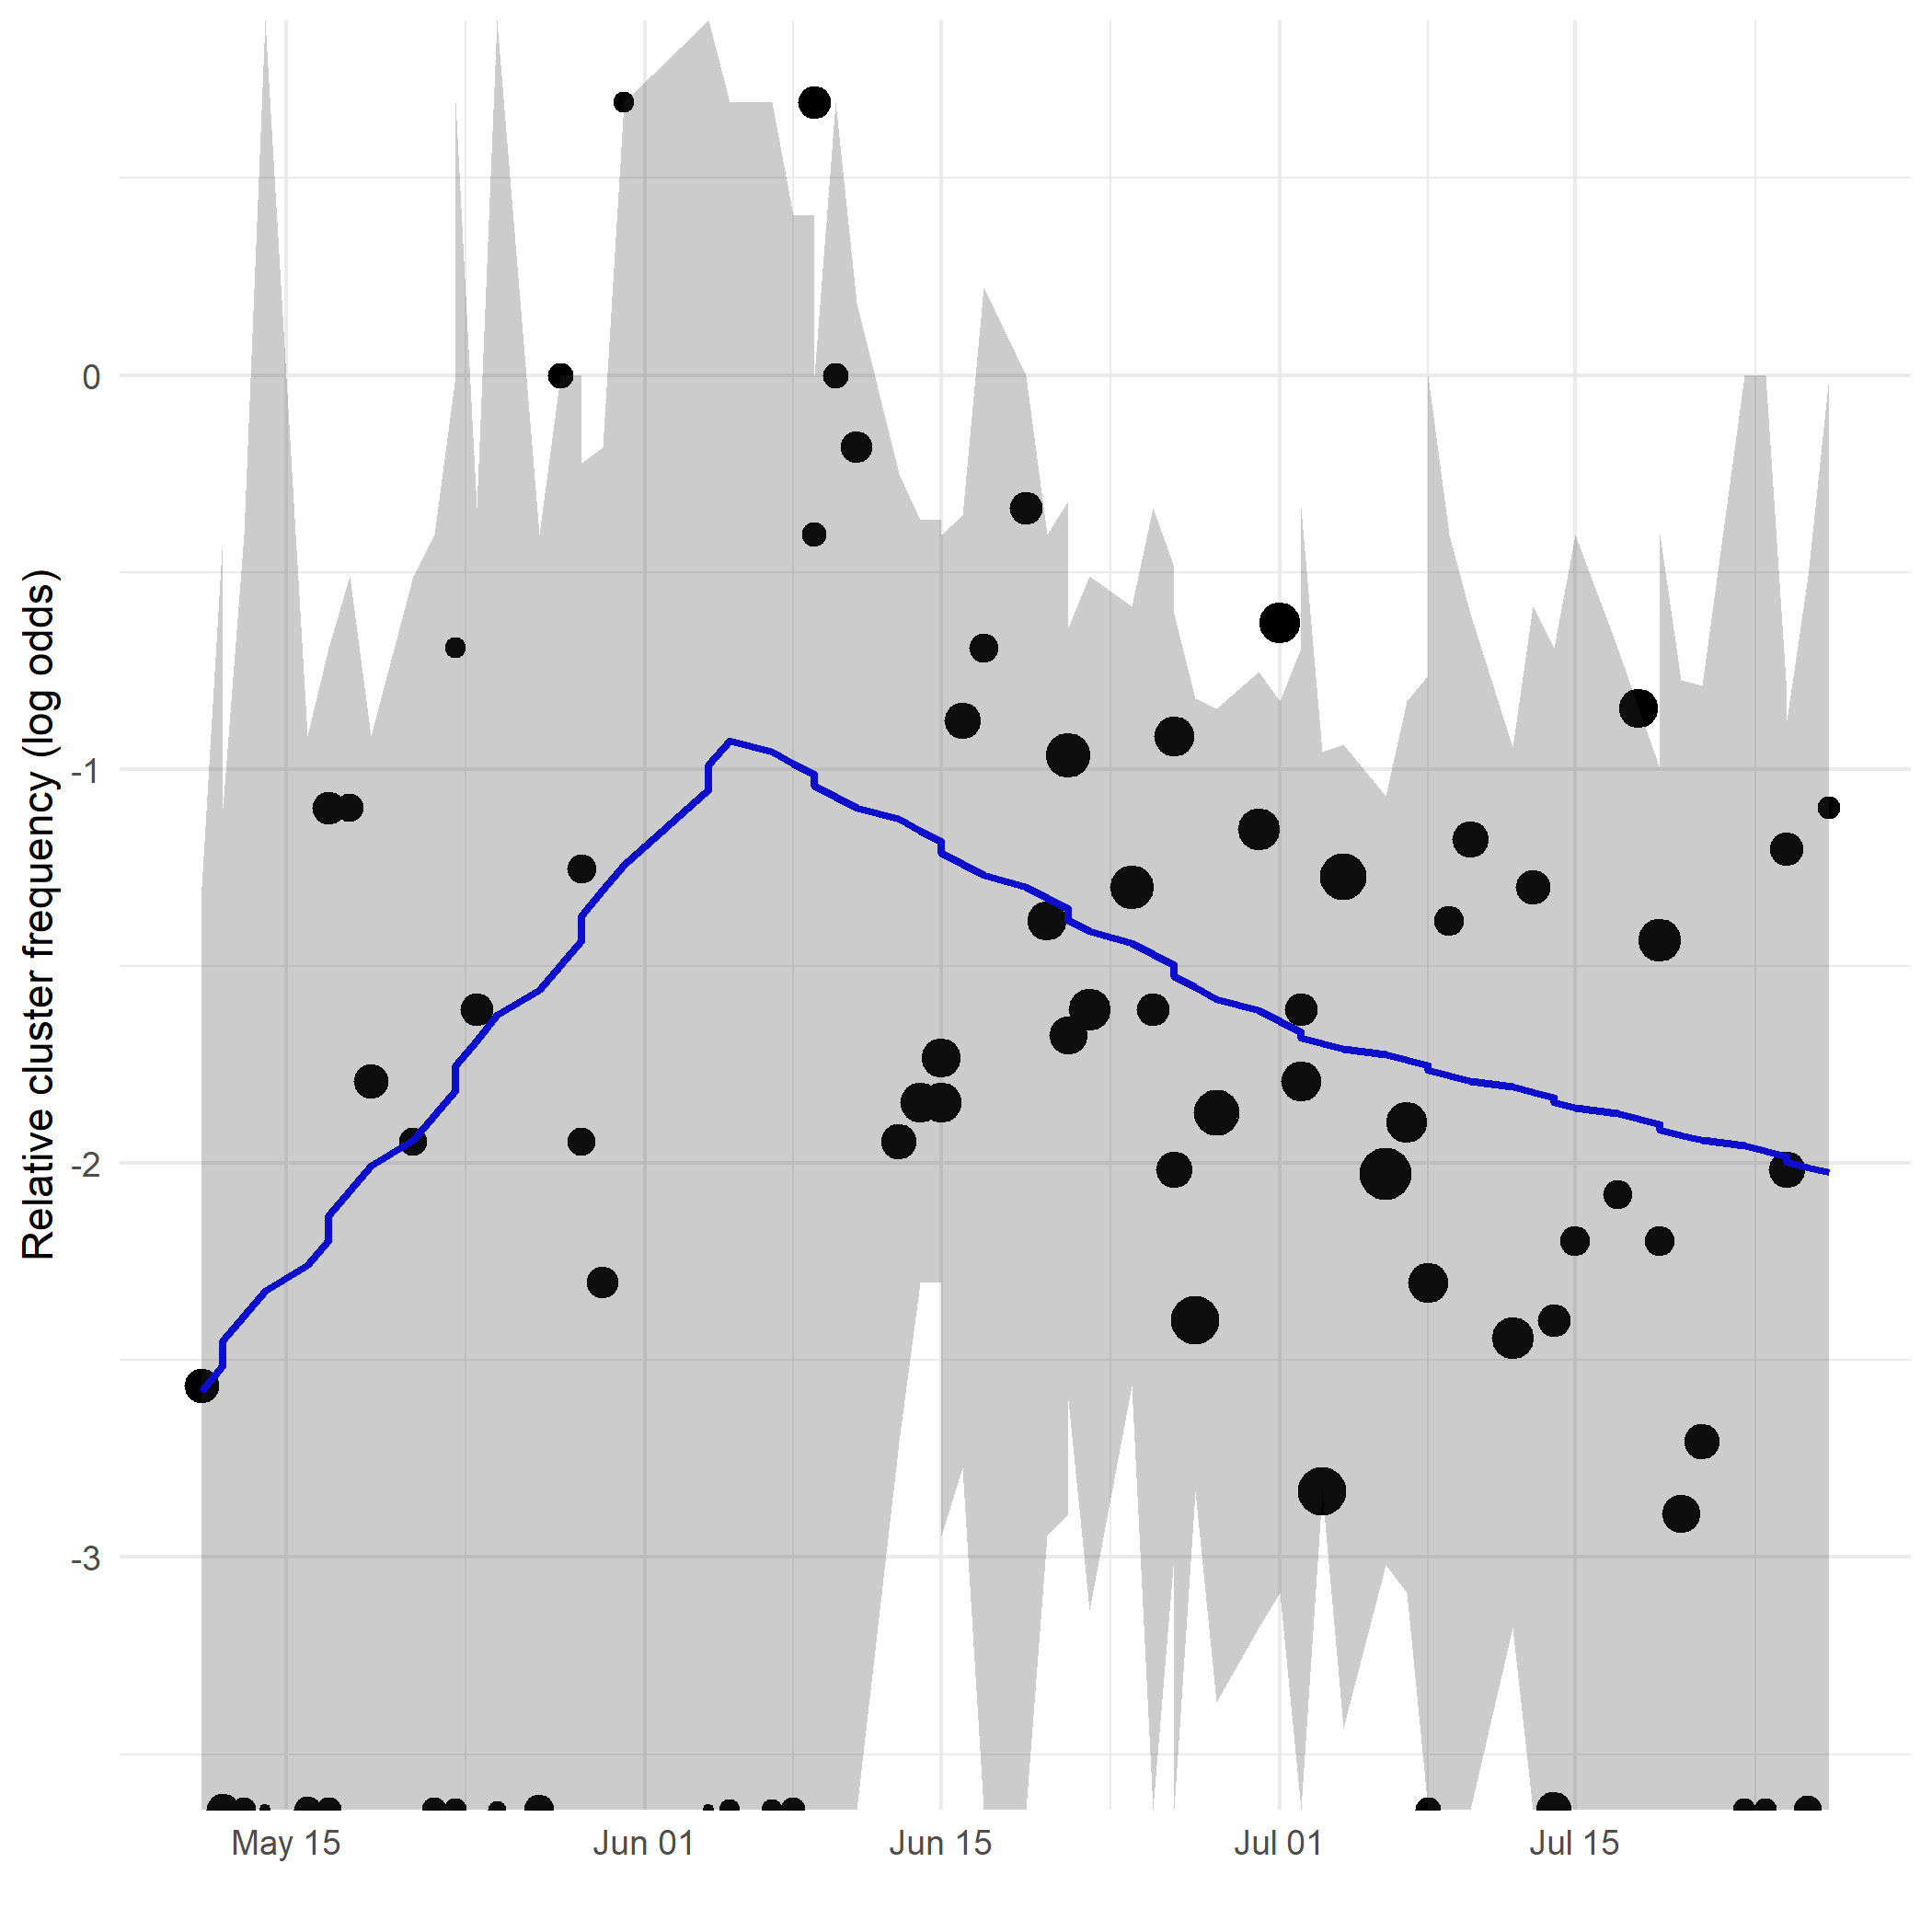 Relative cluster frequency (log odds)
0
-1
-2
-3
May 15
Jun 01
Jun 15
Jul 01
Jul 15